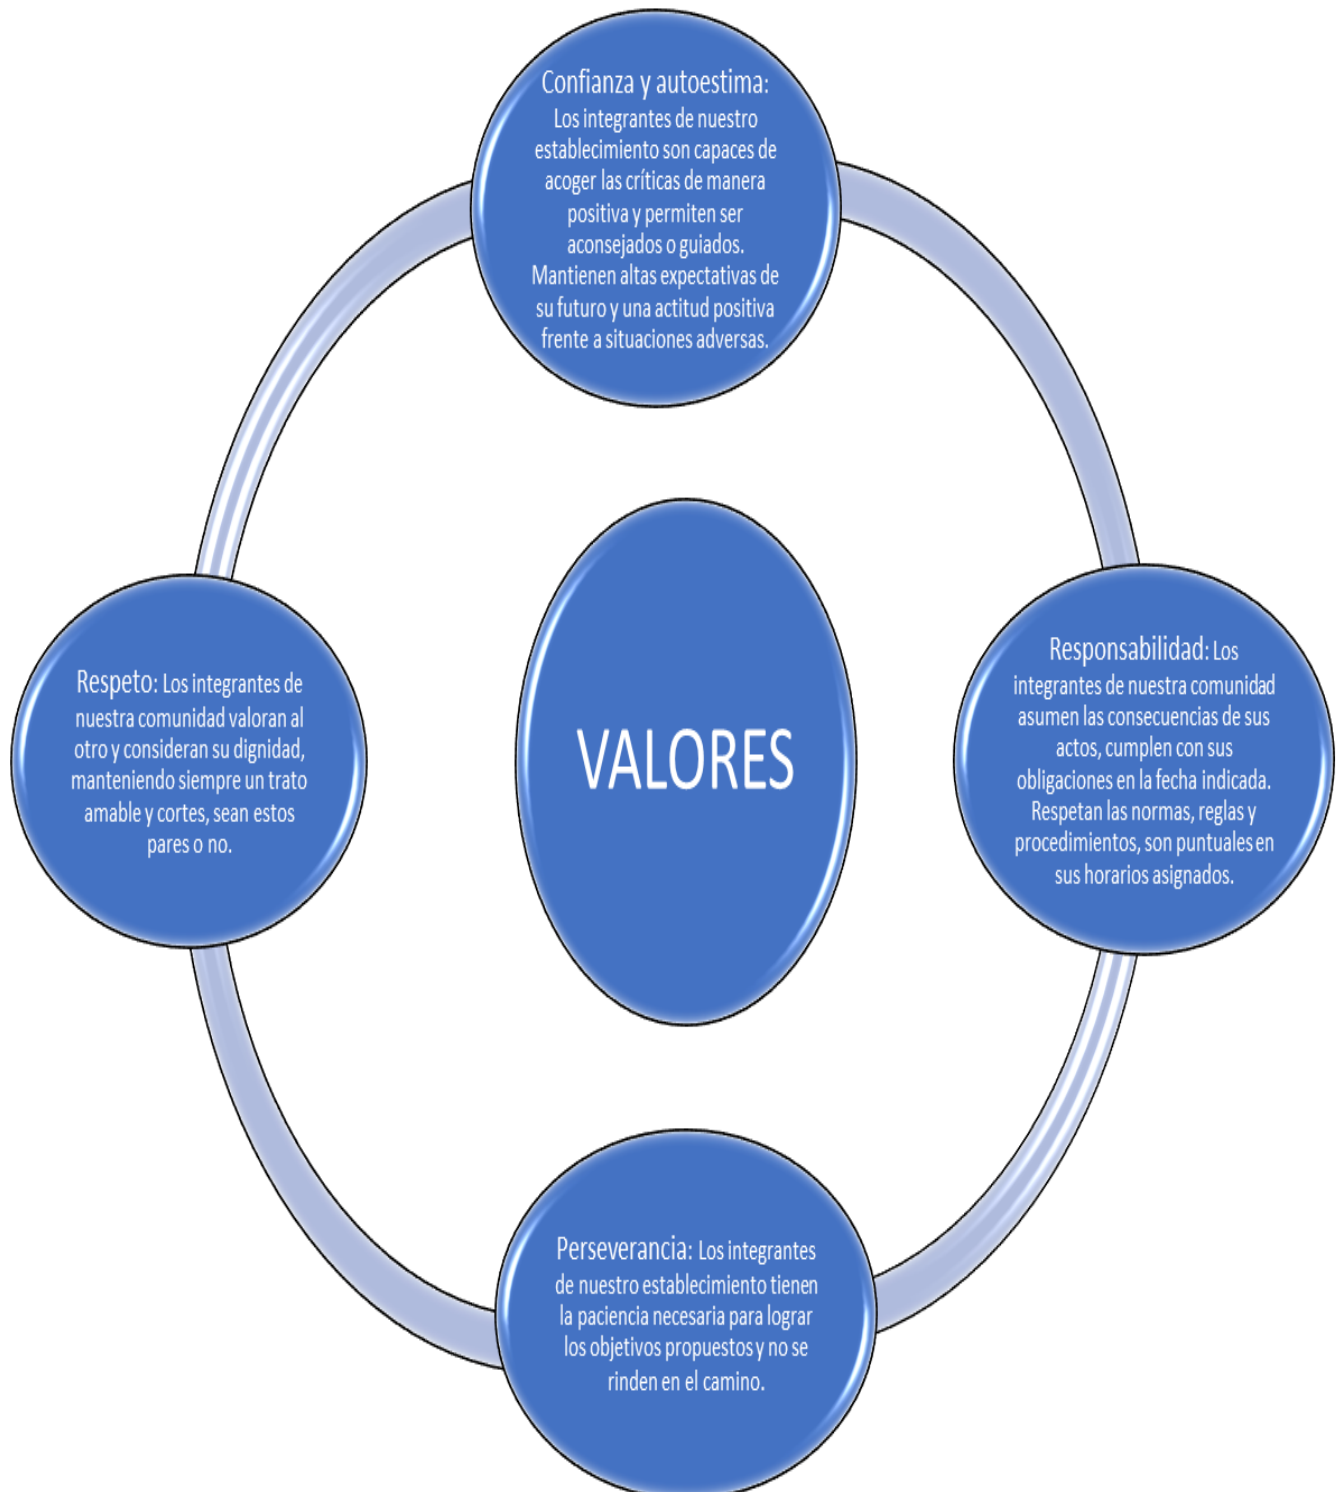 Confianza y autoestima:
Los integrantes de nuestro
establecimiento son capaces de
acoger las críticas de manera
positiva y permiten ser
aconsejados o guiados.
Mantienen altas expectativas de
su futuro y una actitud positiva
frente a situaciones adversas.
Respeto: Los integrantes de
nuestra comunidad valoran al
otro y consideran su dignidad,
manteniendo siempre un trato
amable y cortes, sean estos
pares o no.
VALORES
Responsabilidad: Los
integrantes de nuestra comunidad
asumen las consecuencias de sus
actos, cumplen con sus
obligaciones en la fecha indicada.
Respetan las normas, reglas y
procedimientos, son puntuales en
sus horarios asignados.
Perseverancia: Los integrantes
de nuestro establecimiento tienen
la paciencia necesaria para lograr
los objetivos propuestos y no se
rinden en el camino.